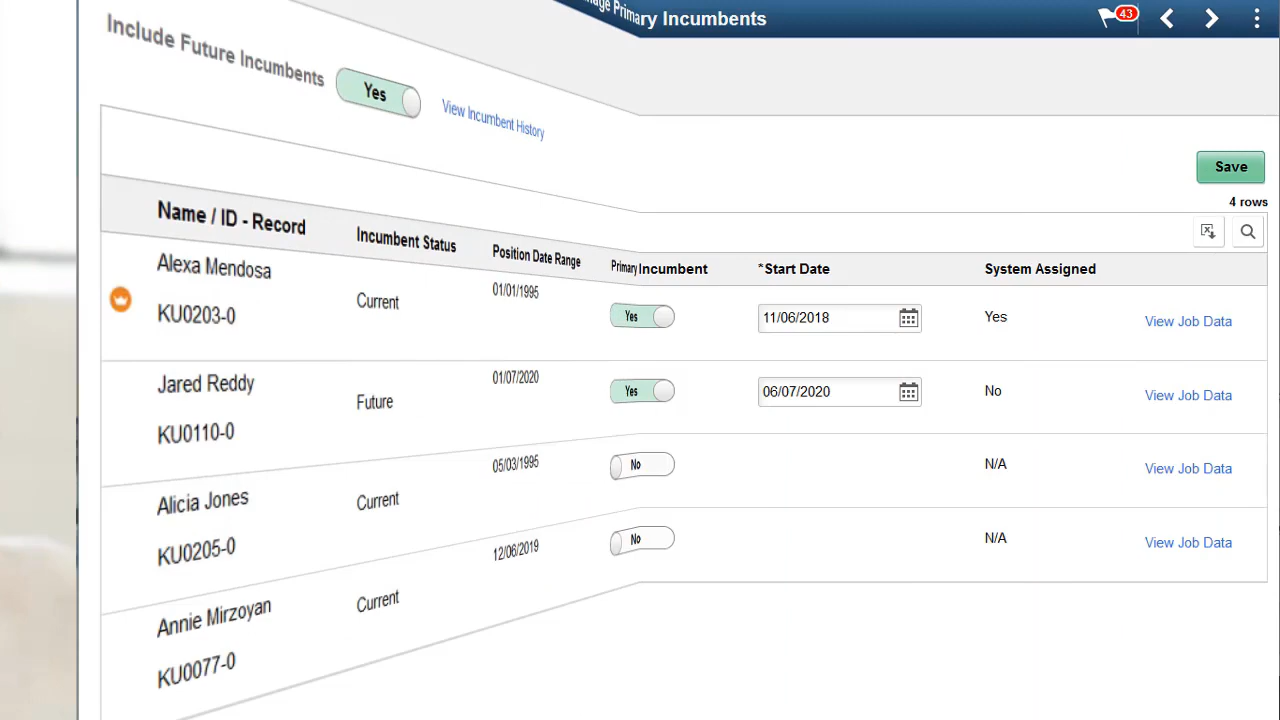 Primary Incumbents
43
Include Future Incumbents
Yes
View Incumbent History
Save
4 rows
Name / ID - Record
Incumbent Status
Position Date Range
Primary Incumbent
*Start Date
System Assigned
Alexa Mendosa
KU0203-0
Current
01/01/1995
Yes
11/06/2018
Yes
View Job Data
Jared Reddy
KU0110-0
Future
01/07/2020
Yes
06/07/2020
No
View Job Data
Alicia Jones
KU0205-0
Current
05/03/1995
No
N/A
View Job Data
Annie Mirzoyan
KU0077-0
Current
12/06/2019
No
N/A
View Job Data